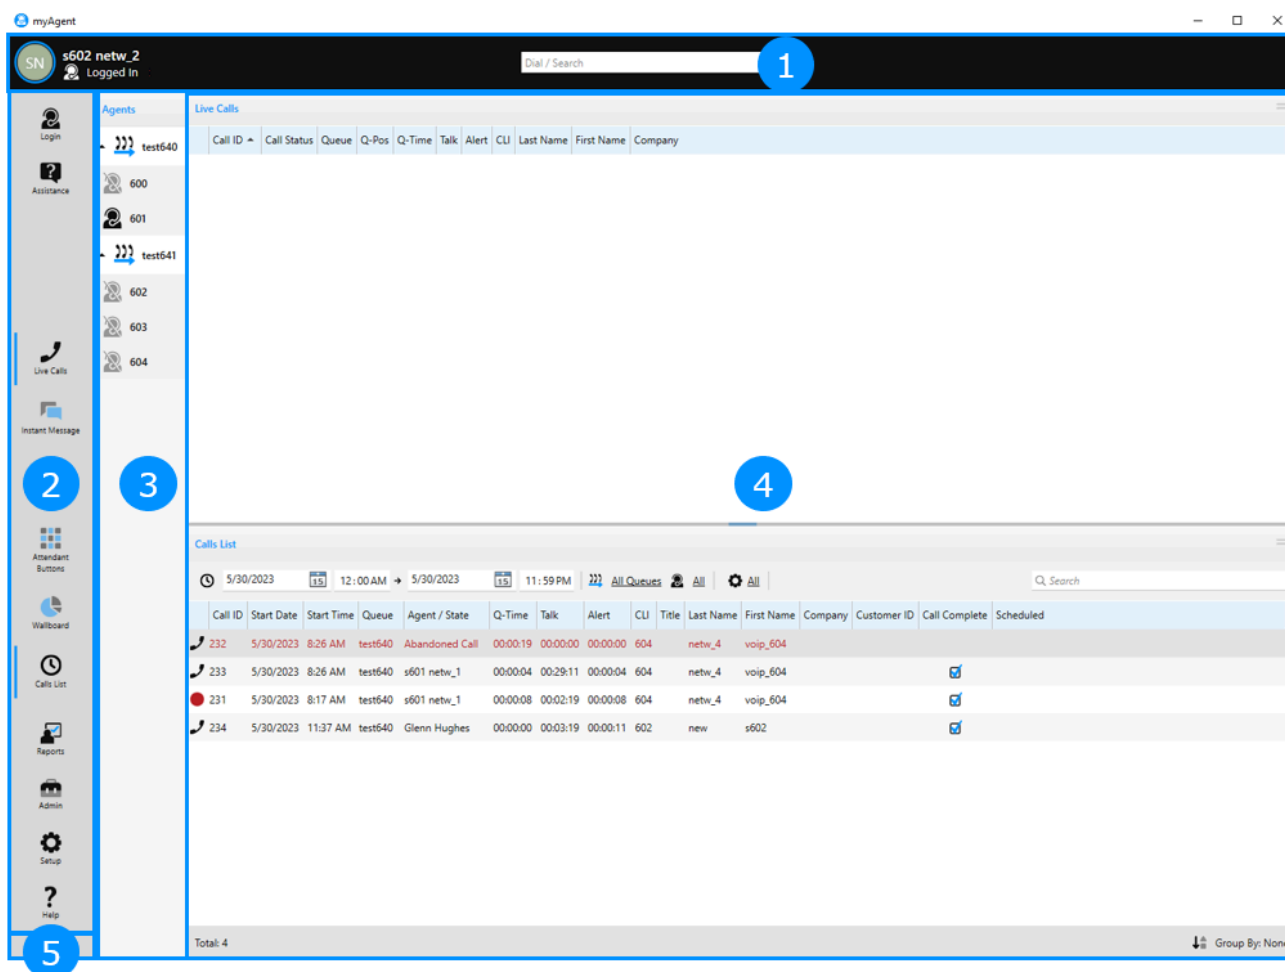 myAgent
SN
s602 netw_2
Logged In
Dial / Search
1
Login
Assistance
Live Calls
Instant Message
2
Attendant
Buttons
Wallboard
Calls List
Reports
Admin
Setup
Help
5
Agents
test640
600
601
test641
602
603
604
3
Live Calls
Call ID Call Status Queue Q-Pos Q-Time Talk Alert CLI Last Name First Name Company
4
Calls List
5/30/2023 15 12:00 AM 5/30/2023 15 11:59 PM All Queues All All Search
Call ID Start Date Start Time Queue Agent / State Q-Time Talk Alert CLI Title Last Name First Name Company Customer ID Call Complete Scheduled
232 5/30/2023 8:26 AM test640 Abandoned Call 00:00:19 00:00:00 00:00:00 604 netw_4 voip_604
233 5/30/2023 8:26 AM test640 s601 netw_1 00:00:04 00:29:11 00:00:04 604 netw_4 voip_604
231 5/30/2023 8:17 AM test640 s601 netw_1 00:00:08 00:02:19 00:00:08 604 netw_4 voip_604
234 5/30/2023 11:37 AM test640 Glenn Hughes 00:00:00 00:03:19 00:00:11 602 new s602
Total: 4 Group By: None